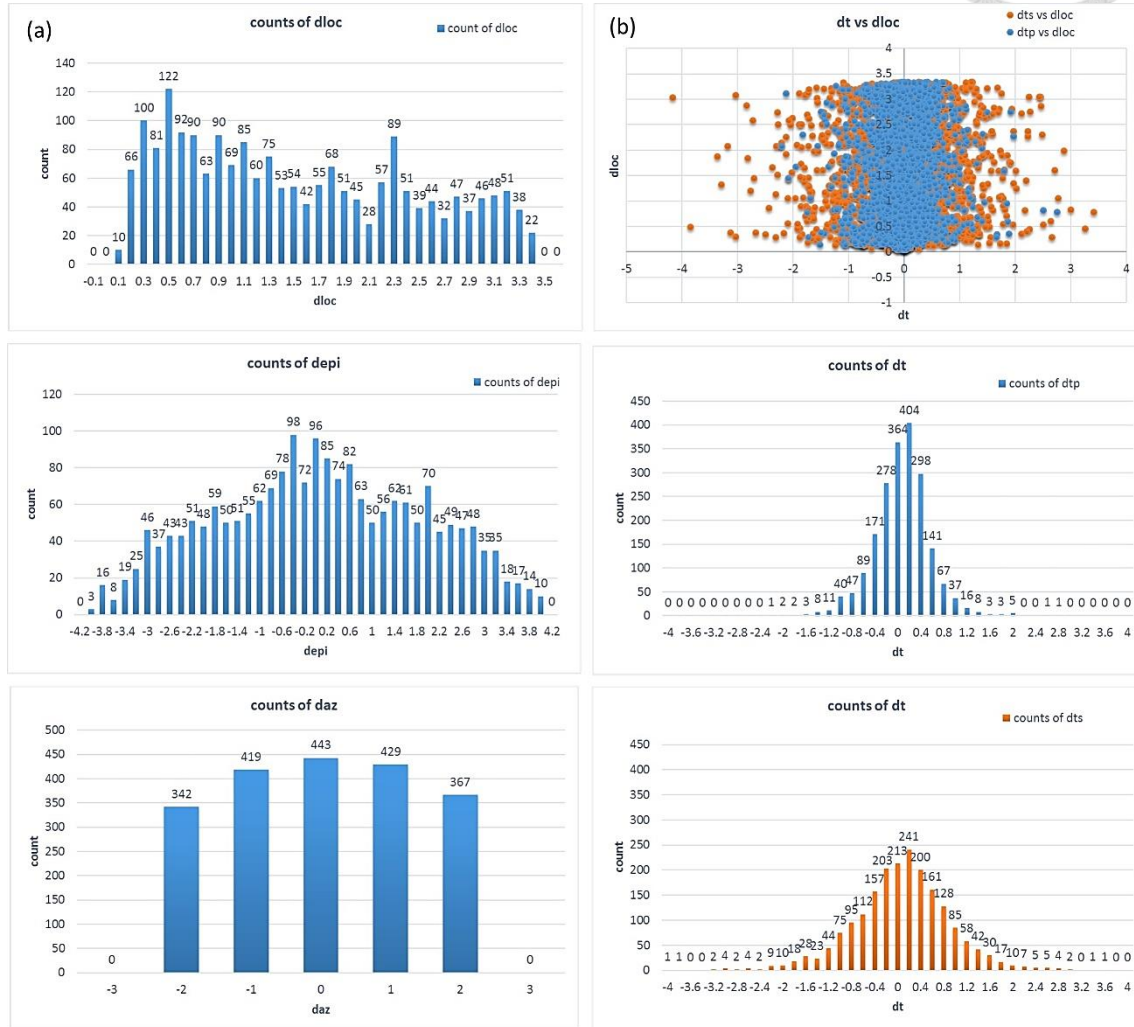 (a)
counts of dloc
count of dloc
140
120
100
80
60
40
20
0
count
0 0 10 66 100 81 122 92 90 63 90 69 85 60 75 53 54 42 55 68 51 45 28 57 89 51 39 44 32 47 37 46 48 51 38 22 0 0
-0.1 0.1 0.3 0.5 0.7 0.9 1.1 1.3 1.5 1.7 1.9 2.1 2.3 2.5 2.7 2.9 3.1 3.3 3.5
dloc
(b)
dt vs dloc
dts vs dloc
dtp vs dloc
4
3.5
3
2.5
2
1.5
1
0.5
0
-0.5
-1
dloc
-5 -4 -3 -2 -1 0 1 2 3 4
dt
counts of depi
counts of depi
120
100
80
60
40
20
0
count
0 3 16 8 19 25 46 37 43 43 51 48 59 50 51 55 62 69 78 98 72 96 85 74 82 63 50 56 62 61 50 70 45 49 47 48 35 35 18 17 14 10 0
-4.2 -3.8 -3.4 -3 -2.6 -2.2 -1.8 -1.4 -1 -0.6 -0.2 0.2 0.6 1 1.4 1.8 2.2 2.6 3 3.4 3.8 4.2
depi
counts of dt
counts of dtp
450
400
350
300
250
200
150
100
50
0
count
0 0 0 0 0 0 0 0 0 1 2 2 3 8 11 40 47 89 171 278 364 404 298 141 67 37 16 8 3 3 5 0 0 1 1 0 0 0 0 0 0
-4 -3.6 -3.2 -2.8 -2.4 -2 -1.6 -1.2 -0.8 -0.4 0 0.4 0.8 1.2 1.6 2 2.4 2.8 3.2 3.6 4
dt
counts of daz
500
450
400
350
300
250
200
150
100
50
0
count
0 342 419 443 429 367 0
-3 -2 -1 0 1 2 3
daz
counts of dt
counts of dts
450
400
350
300
250
200
150
100
50
0
count
1 1 0 0 2 4 2 4 2 9 10 18 28 23 44 75 95 112 157 203 213 241 200 161 128 85 58 42 30 17 10 7 5 5 4 2 0 1 1 0 0
-4 -3.6 -3.2 -2.8 -2.4 -2 -1.6 -1.2 -0.8 -0.4 0 0.4 0.8 1.2 1.6 2 2.4 2.8 3.2 3.6 4
dt